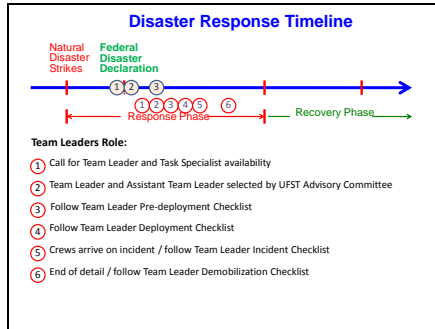 Disaster Response Timeline
Natural
Disaster
Strikes
Federal
Disaster
Declaration
1 2 3
1 2 3 4 5 6
Response Phase
Recovery Phase
Team Leaders Role:
1 Call for Team Leader and Task Specialist availability
2 Team Leader and Assistant Team Leader selected by UFST Advisory Committee
3 Follow Team Leader Pre-deployment Checklist
4 Follow Team Leader Deployment Checklist
5 Crews arrive on incident / follow Team Leader Incident Checklist
6 End of detail / follow Team Leader Demobilization Checklist